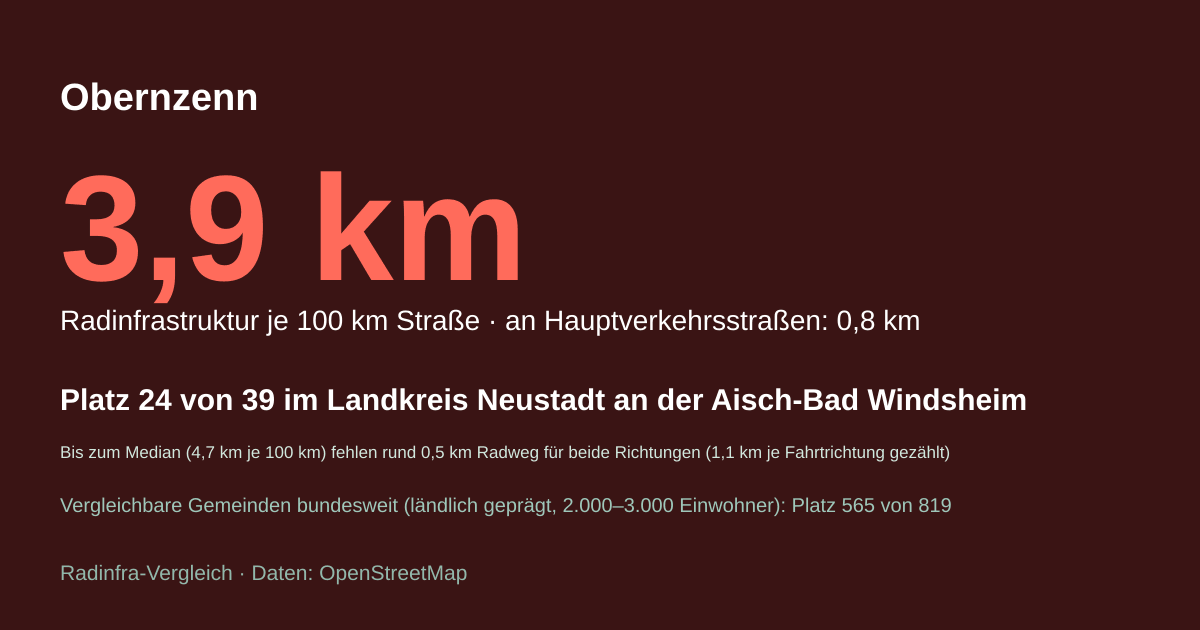 Obernzenn
3,9 km
Radinfrastruktur je 100 km Straße · an Hauptverkehrsstraßen: 0,8 km
Platz 24 von 39 im Landkreis Neustadt an der Aisch-Bad Windsheim
Bis zum Median (4,7 km je 100 km) fehlen rund 0,5 km Radweg für beide Richtungen (1,1 km je Fahrtrichtung gezählt)
Vergleichbare Gemeinden bundesweit (ländlich geprägt, 2.000–3.000 Einwohner): Platz 565 von 819
Radinfra-Vergleich · Daten: OpenStreetMap